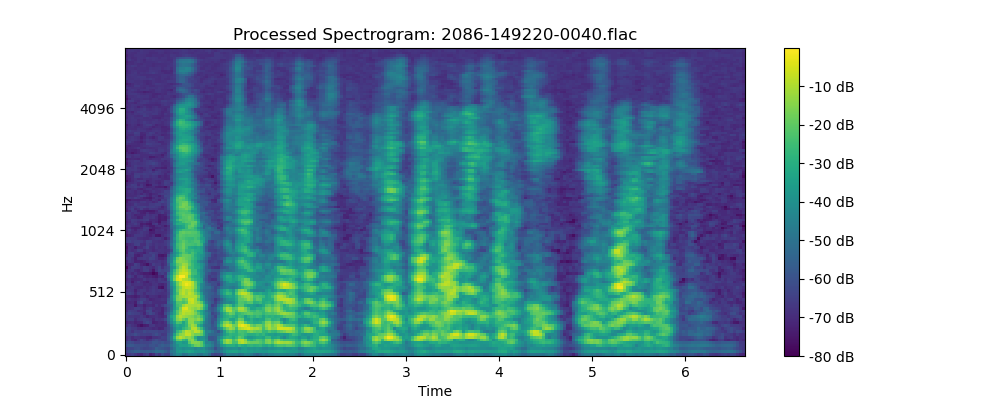 Processed Spectrogram: 2086-149220-0040.flac
Hz
4096
2048
1024
512
0
0 1 2 3 4 5 6
Time
-10 dB
-20 dB
-30 dB
-40 dB
-50 dB
-60 dB
-70 dB
-80 dB